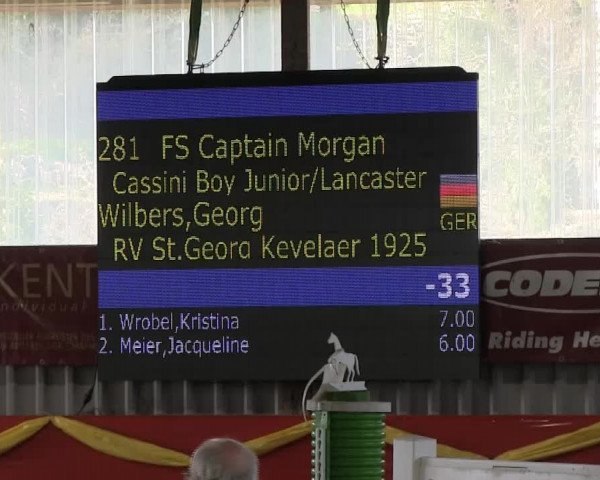 281 FS Captain Morgan
Cassini Boy Junior/Lancaster
Wilbers,Georg
GER
RV St.Georg Kevelaer 1925
-33
1. Wrobel,Kristina 7.00
2. Meier,Jacqueline 6.00
KENT
individual
CODE
Riding He